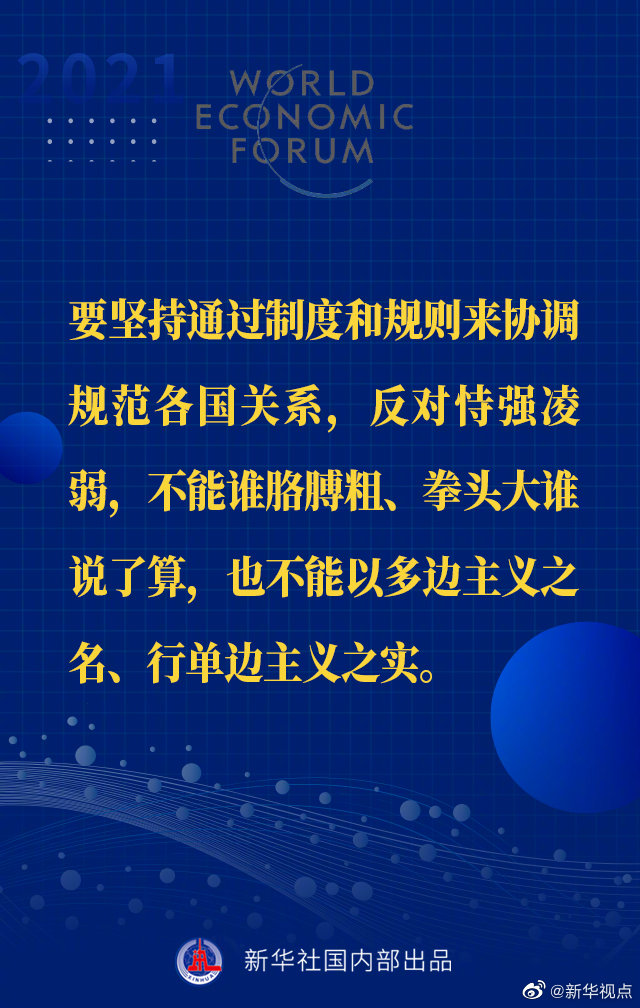 2021
WORLD
ECONOMIC
FORUM
要坚持通过制度和规则来协调
规范各国关系，反对恃强凌
弱，不能谁胳膊粗、拳头大谁
说了算，也不能以多边主义之
名、行单边主义之实。
XINHUA
新华社国内部出品
@新华视点